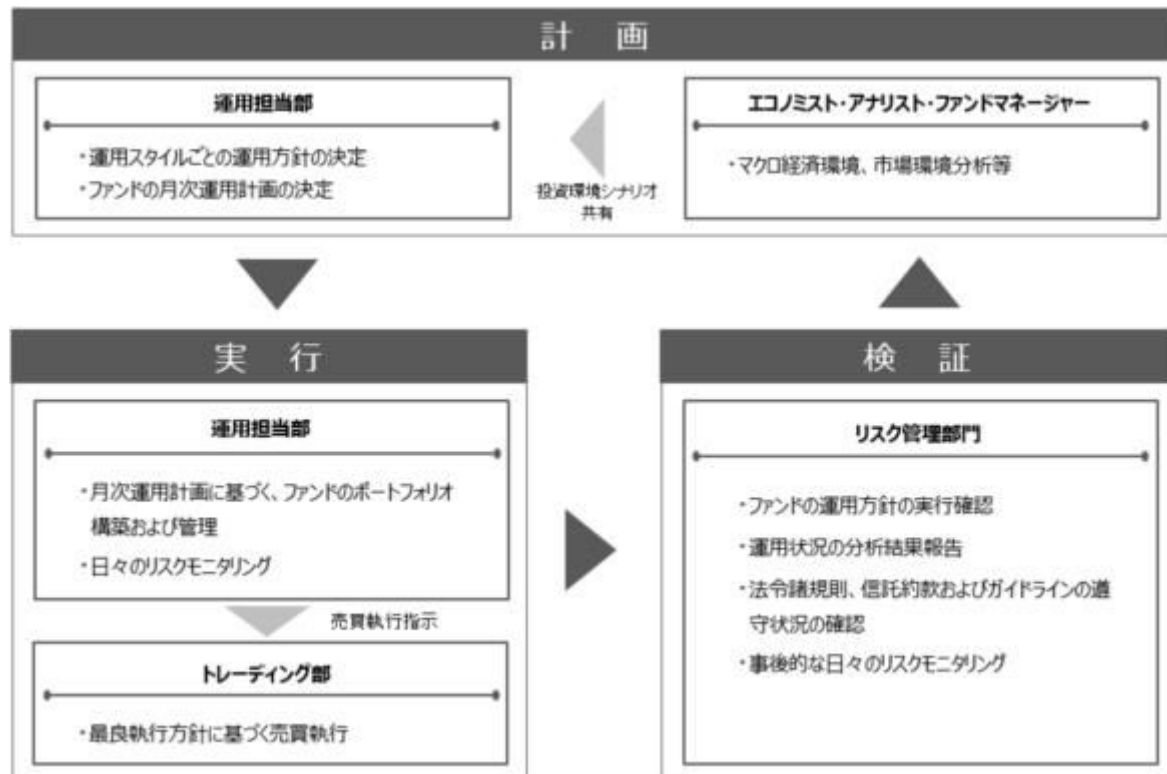 計 画
運用担当部
・運用スタイルごとの運用方針の決定
・ファンドの月次運用計画の決定
投資環境シナリオ
共有
エコノミスト・アナリスト・ファンドマネージャー
・マクロ経済環境、市場環境分析等
実 行
運用担当部
・月次運用計画に基づく、ファンドのポートフォリオ
構築および管理
・日々のリスクモニタリング
売買執行指示
トレーディング部
・最良執行方針に基づく売買執行
検 証
リスク管理部門
・ファンドの運用方針の実行確認
・運用状況の分析結果報告
・法令諸規則、信託約款およびガイドラインの遵
守状況の確認
・事後的な日々のリスクモニタリング